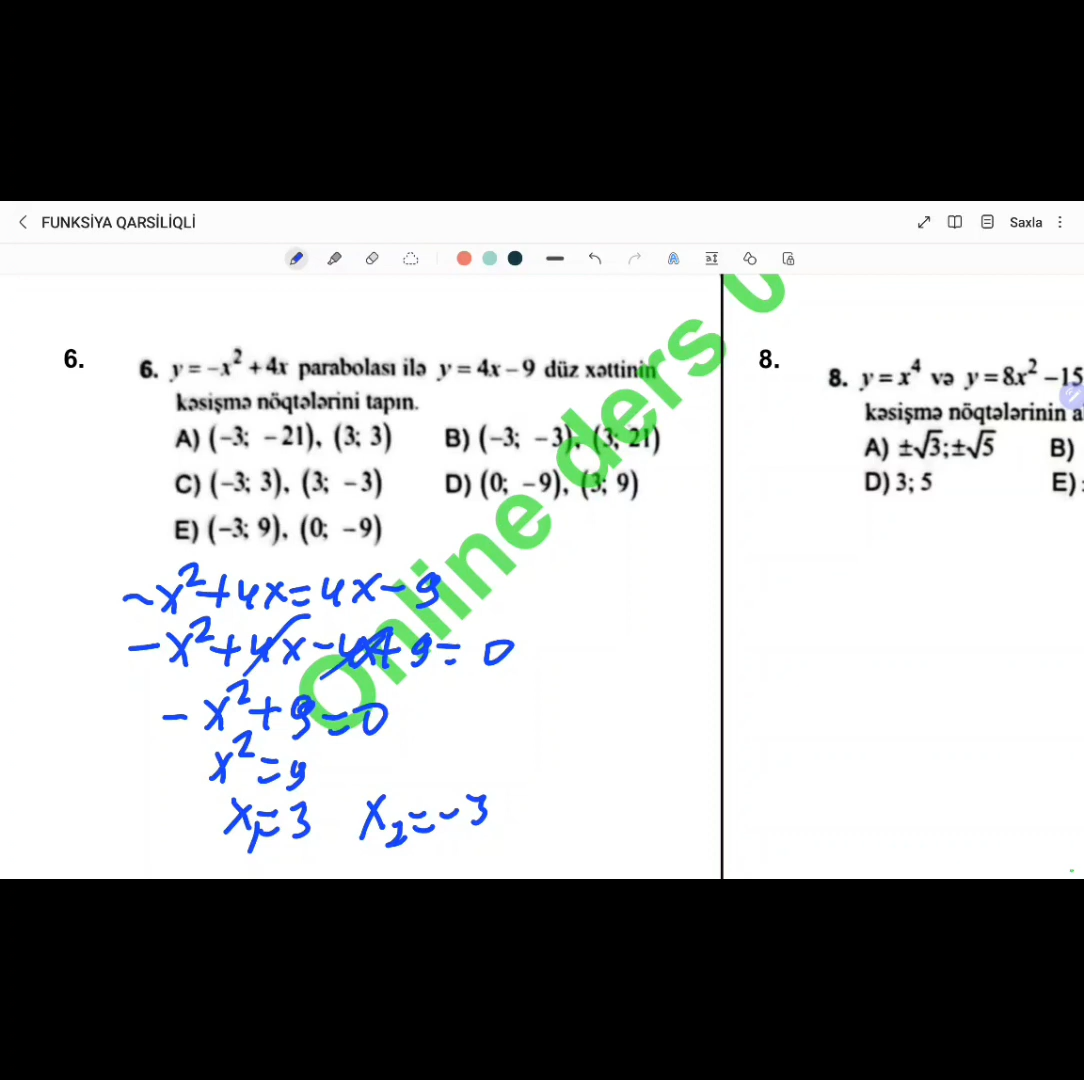 FUNKSİYA QARSİLİQLİ
Saxla
6.
6. y = -x² + 4x parabolası ilə y = 4x - 9 düz xəttinin
kəsişmə nöqtələrini tapın.
A) (-3; -21), (3; 3) B) (-3; -3), (3; 21)
C) (-3; 3), (3; -3) D) (0; -9), (3; 9)
E) (-3; 9), (0; -9)
-x²+4x=4x-9
-x²+4x-4x+9=0
-x²+9=0
x²=9
x₁=3 x₂=-3
8.
8. y = x⁴ və y = 8x² - 15
kəsişmə nöqtələrinin a
A) ±√3; ±√5 B)
D) 3; 5 E)
Online ders 0